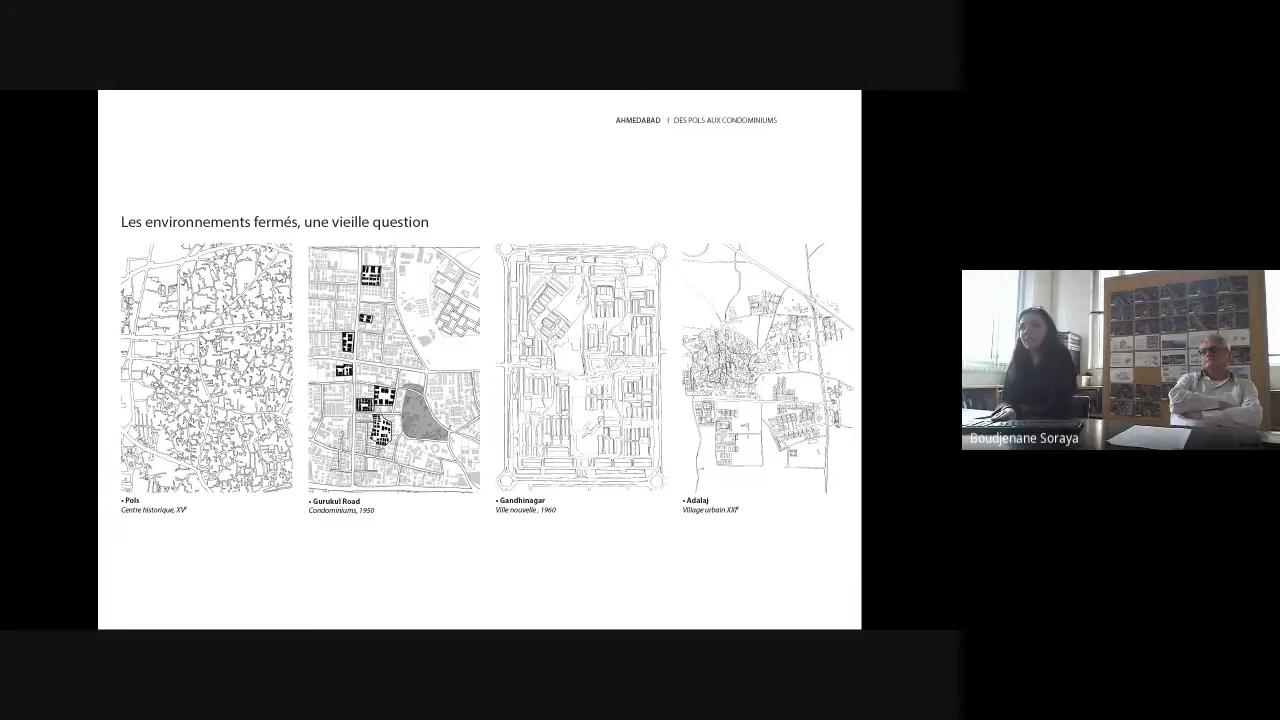 AHMEDABAD | DES POLS AUX CONDOMINIUMS
Les environnements fermés, une vieille question
• Pols
Centre historique, XVᵉ
• Gurukul Road
Condominiums, 1950
• Gandhinagar
Ville nouvelle , 1960
• Adalaj
Village urbain XXIᵉ
Boudjenane Soraya